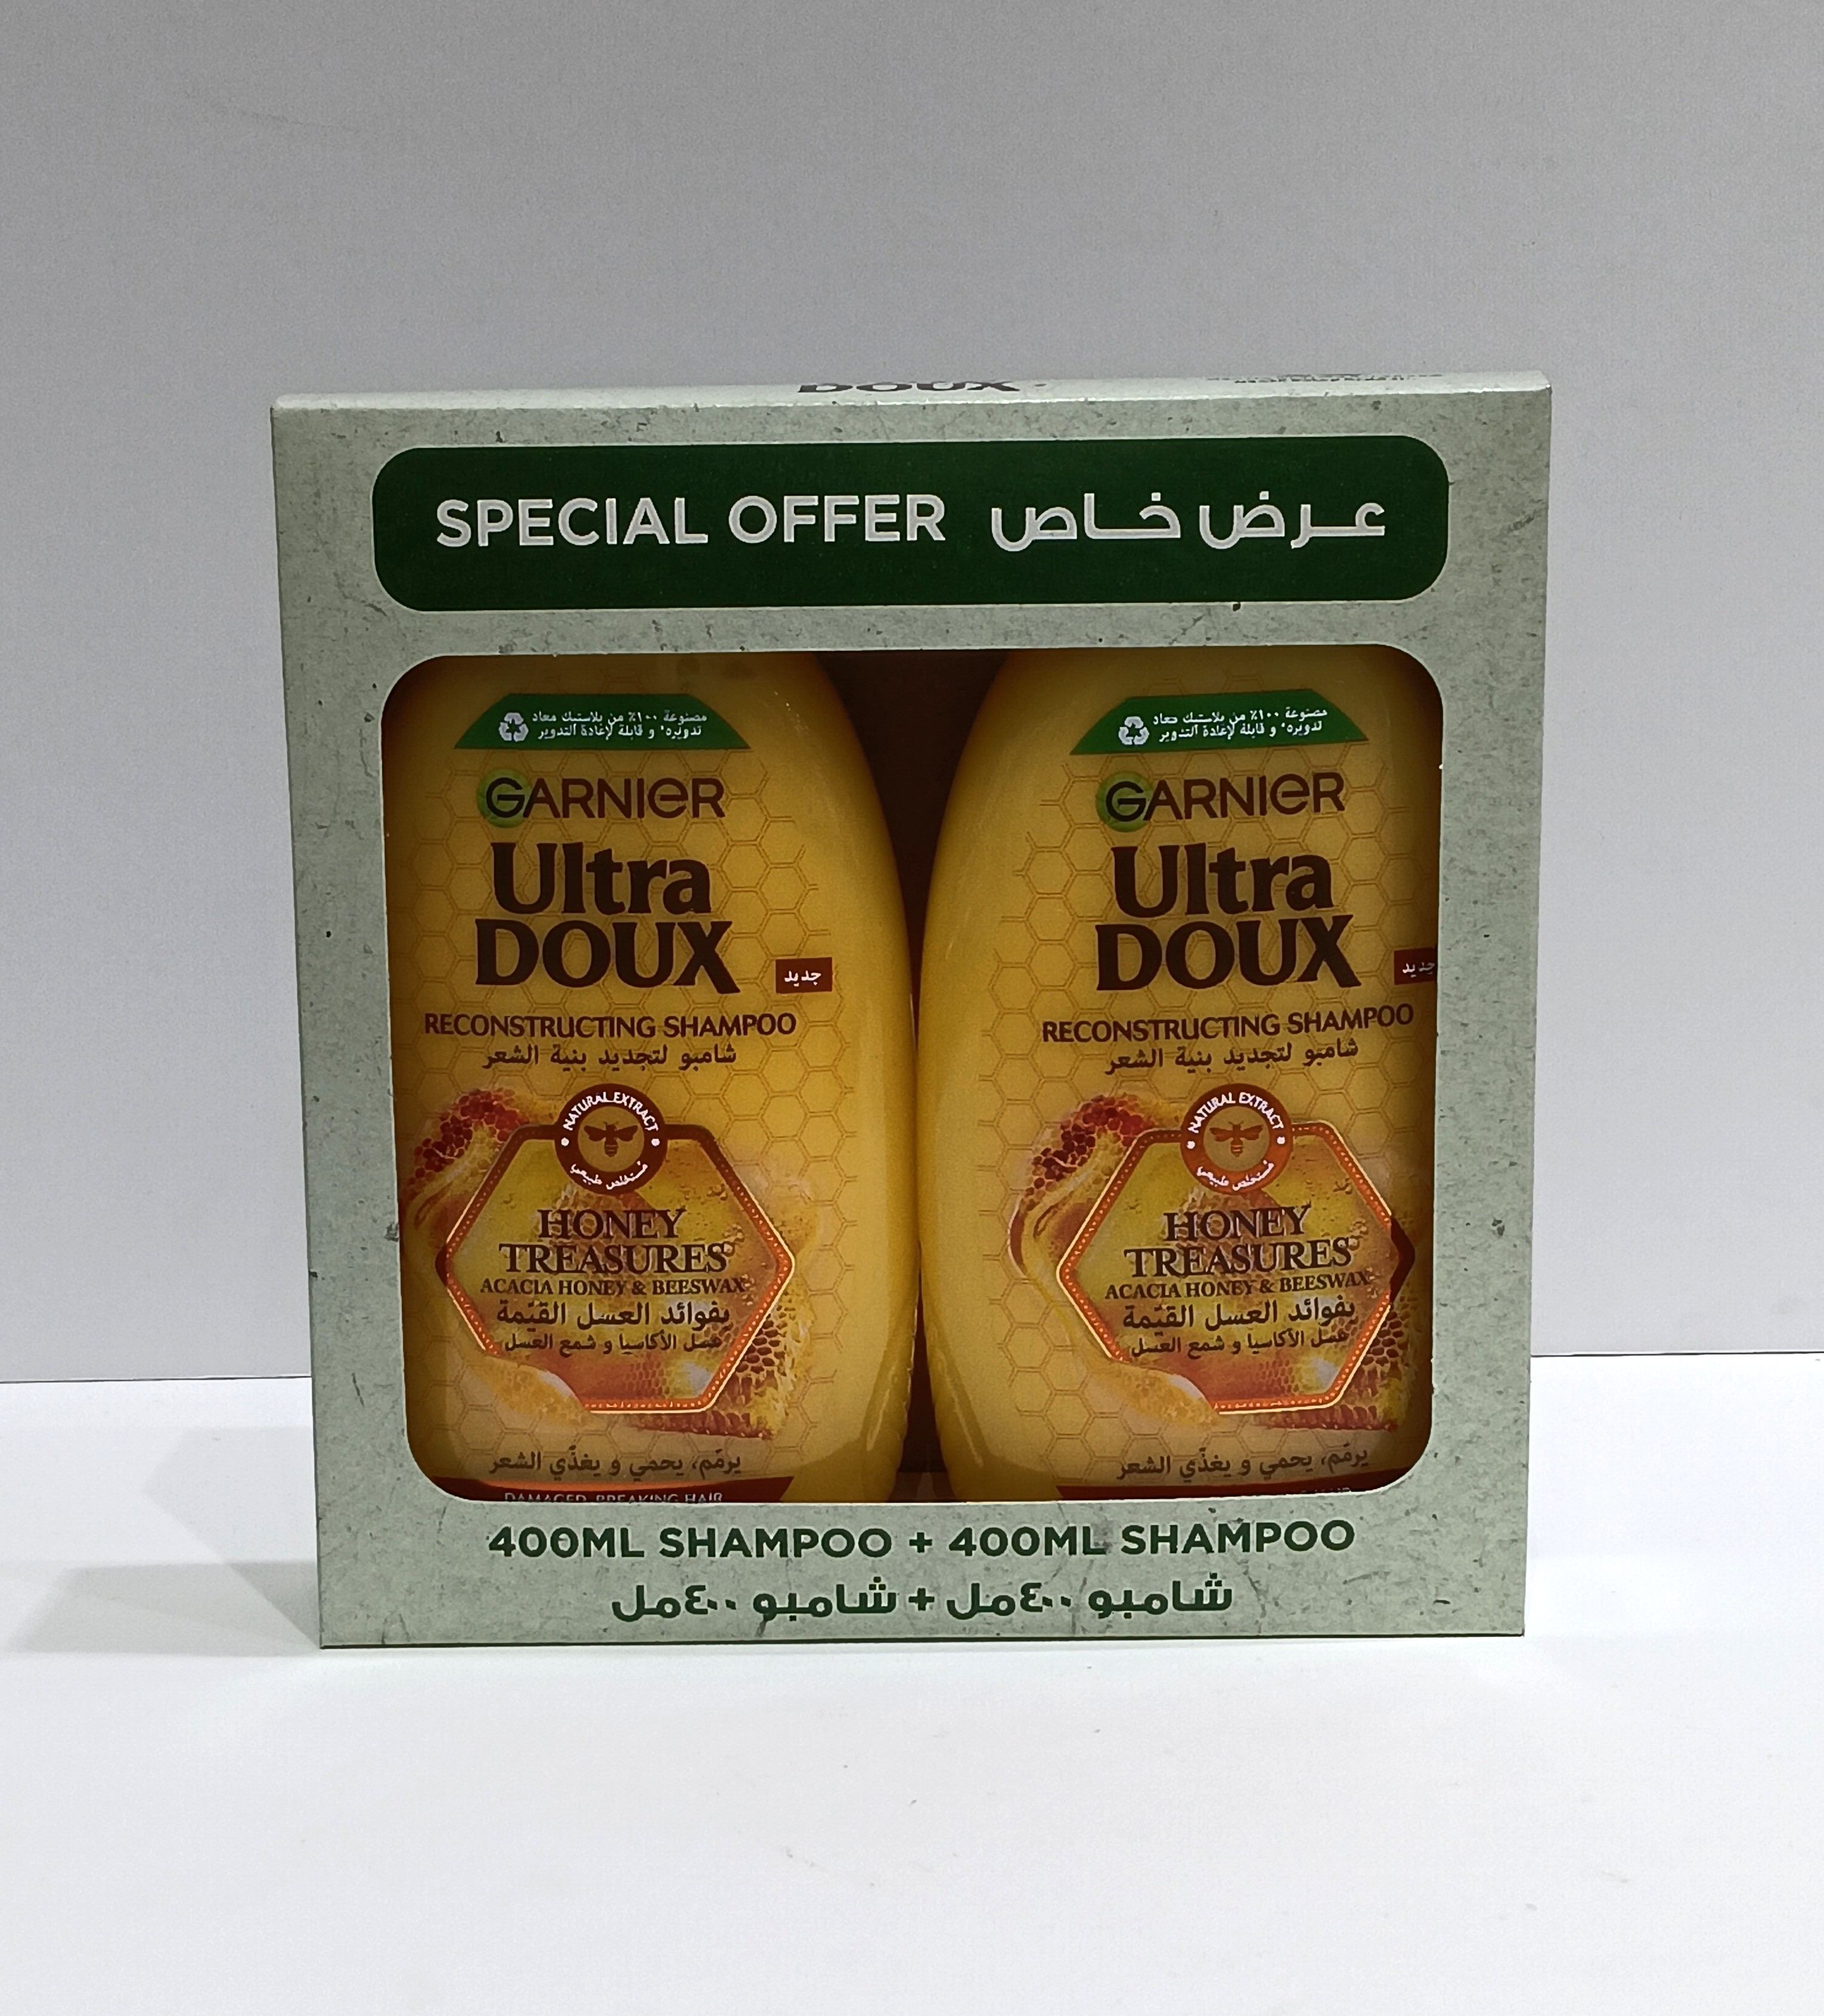 DOUX
SPECIAL OFFER عرض خاص
مصنوعة ١٠٠٪ من بلاستيك معاد
تدويره* و قابلة لإعادة التدوير
GARNIER
Ultra
DOUX
جديد
RECONSTRUCTING SHAMPOO
شامبو لتجديد بنية الشعر
NATURAL EXTRACT
مُستخلص طبيعي
HONEY
TREASURES
ACACIA HONEY & BEESWAX
بفوائد العسل القيّمة
عسل الأكاسيا و شمع العسل
يرمّم، يحمي و يغذّي الشعر
DAMAGED, BREAKING HAIR
مصنوعة ١٠٠٪ من بلاستيك معاد
تدويره* و قابلة لإعادة التدوير
GARNIER
Ultra
DOUX
جديد
RECONSTRUCTING SHAMPOO
شامبو لتجديد بنية الشعر
NATURAL EXTRACT
مُستخلص طبيعي
HONEY
TREASURES
ACACIA HONEY & BEESWAX
بفوائد العسل القيّمة
عسل الأكاسيا و شمع العسل
يرمّم، يحمي و يغذّي الشعر
400ML SHAMPOO + 400ML SHAMPOO
شامبو ٤٠٠مل + شامبو ٤٠٠مل